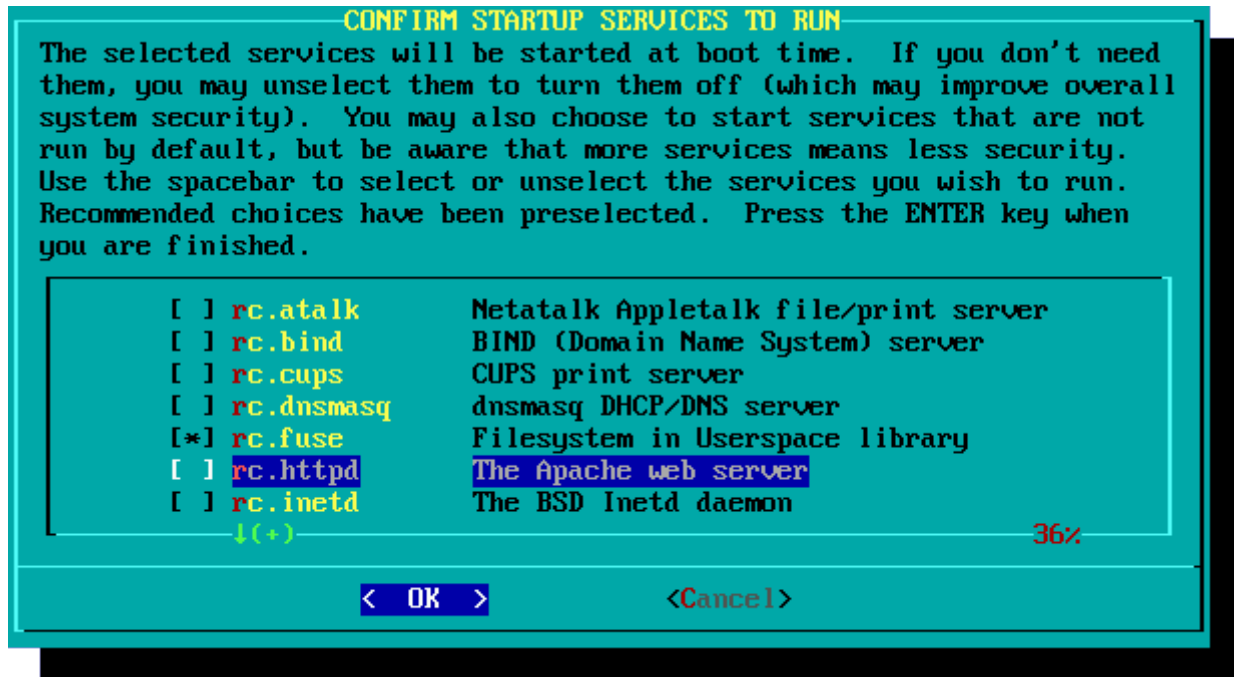 CONFIRM STARTUP SERVICES TO RUN
The selected services will be started at boot time.  If you don't need
them, you may unselect them to turn them off (which may improve overall
system security).  You may also choose to start services that are not
run by default, but be aware that more services means less security.
Use the spacebar to select or unselect the services you wish to run.
Recommended choices have been preselected.  Press the ENTER key when
you are finished.
[ ] rc.atalk Netatalk Appletalk file/print server
[ ] rc.bind BIND (Domain Name System) server
[ ] rc.cups CUPS print server
[ ] rc.dnsmasq dnsmasq DHCP/DNS server
[*] rc.fuse Filesystem in Userspace library
[ ] rc.httpd The Apache web server
[ ] rc.inetd The BSD Inetd daemon
↓(+) 36%
< OK > <Cancel>